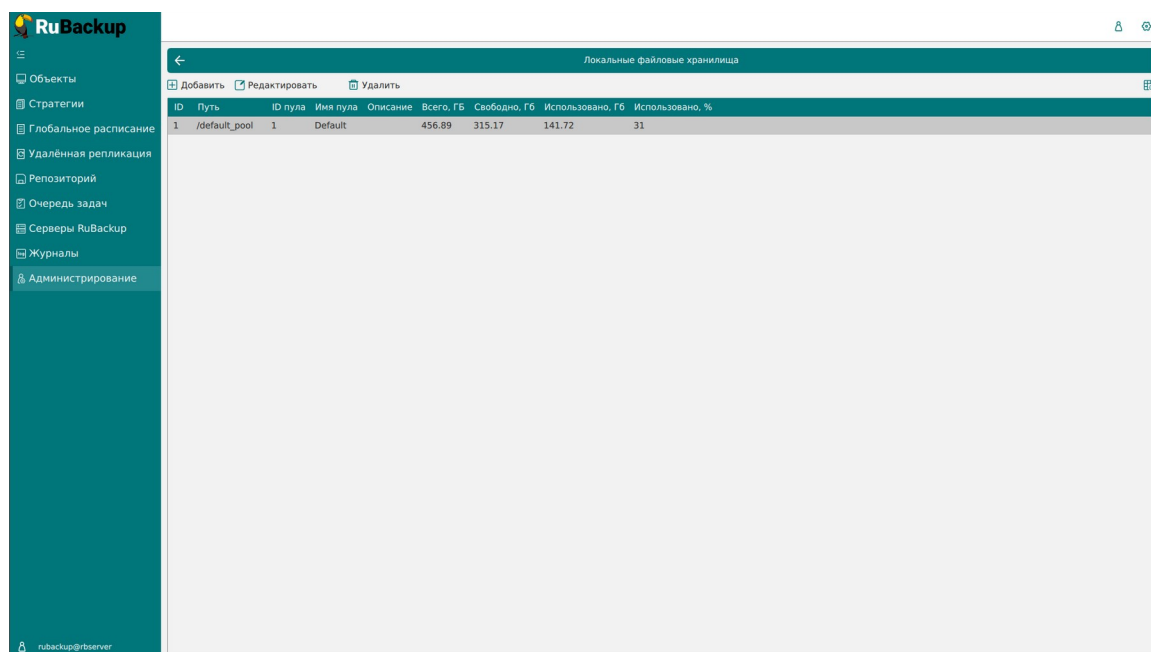 RuBackup
Локальные файловые хранилища
Объекты
Стратегии
Глобальное расписание
Удалённая репликация
Репозиторий
Очередь задач
Серверы RuBackup
Журналы
Администрирование
Добавить Редактировать Удалить
ID Путь ID пула Имя пула Описание Всего, ГБ Свободно, Гб Использовано, Гб Использовано, %
1 /default_pool 1 Default 456.89 315.17 141.72 31
rubackup@rbserver